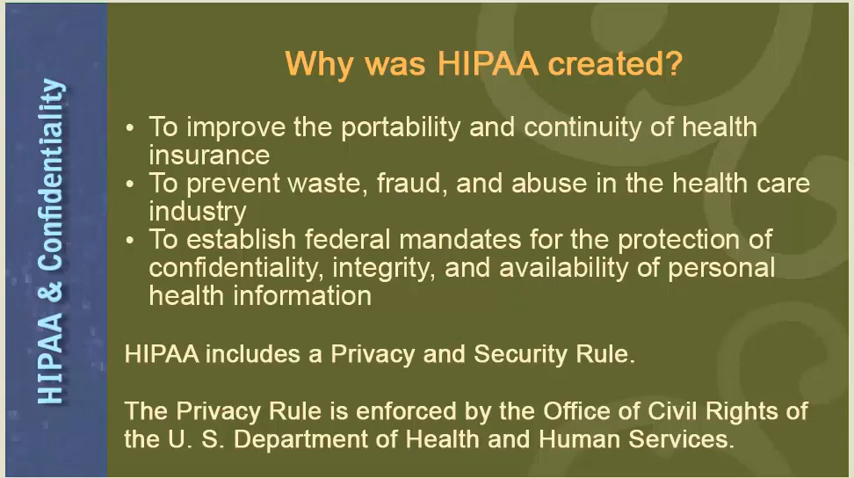 HIPAA & Confidentiality
Why was HIPAA created?
• To improve the portability and continuity of health
insurance
• To prevent waste, fraud, and abuse in the health care
industry
• To establish federal mandates for the protection of
confidentiality, integrity, and availability of personal
health information
HIPAA includes a Privacy and Security Rule.
The Privacy Rule is enforced by the Office of Civil Rights of
the U. S. Department of Health and Human Services.